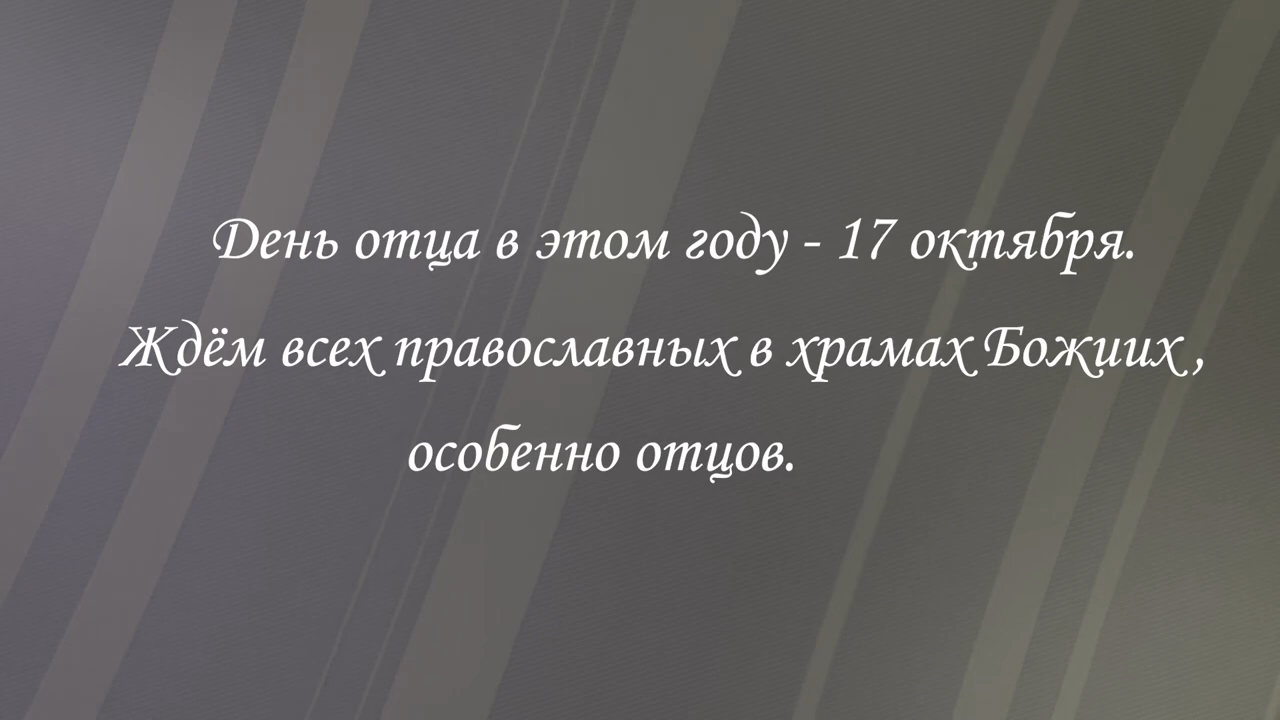 День отца в этом году - 17 октября.
Ждём всех православных в храмах Божиих ,
особенно отцов.